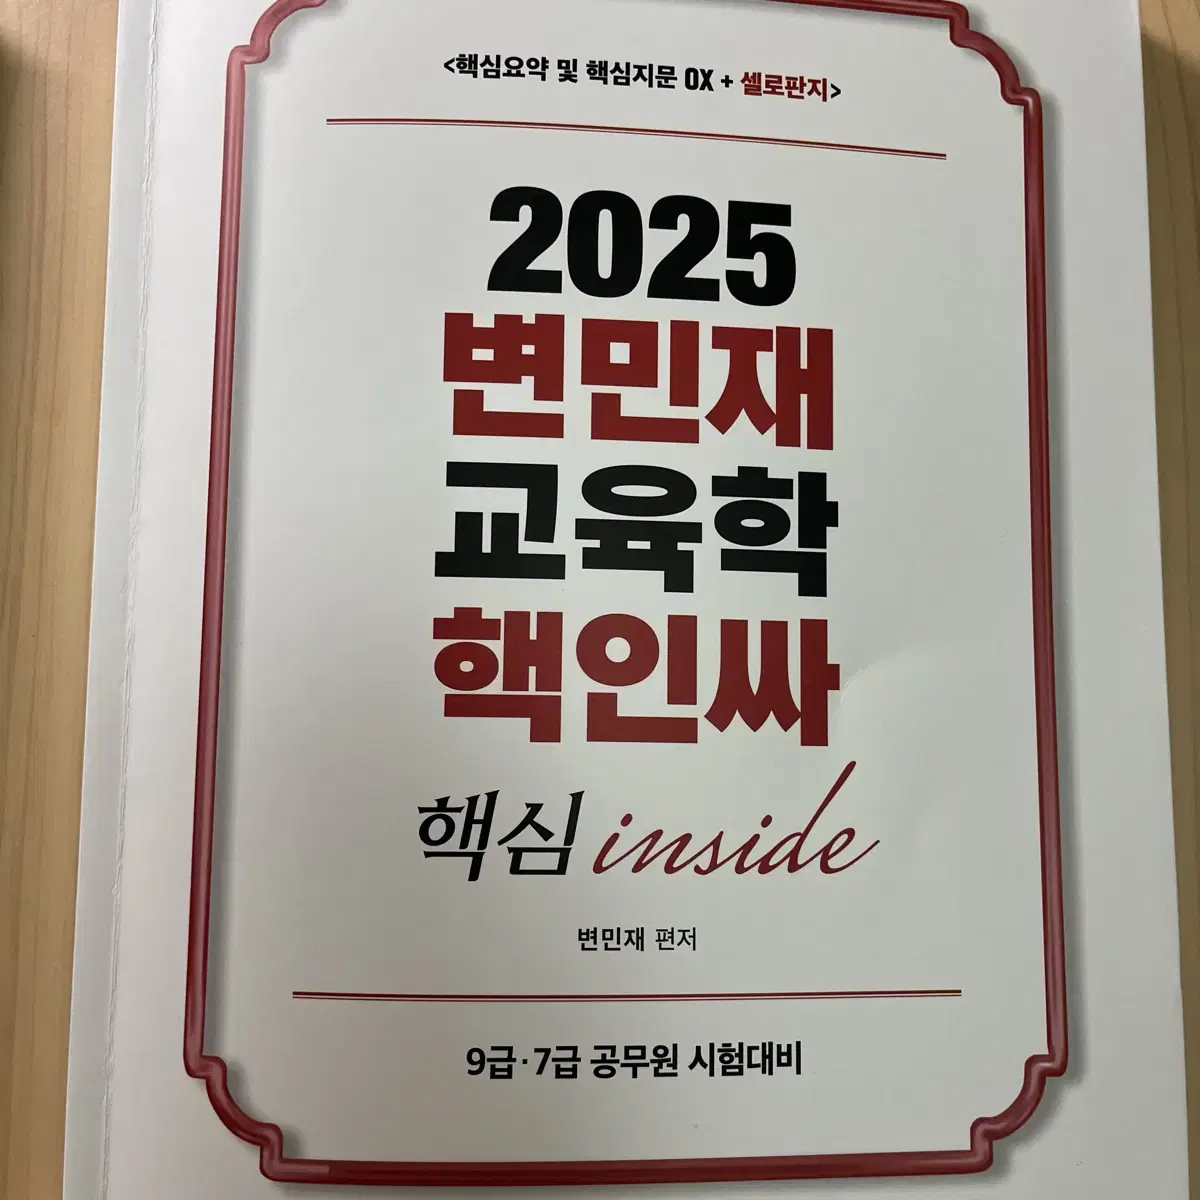 <핵심요약 및 핵심지문 OX + 셀로판지>
2025
변민재
교육학
핵인싸
핵심 inside
변민재 편저
9급·7급 공무원 시험대비